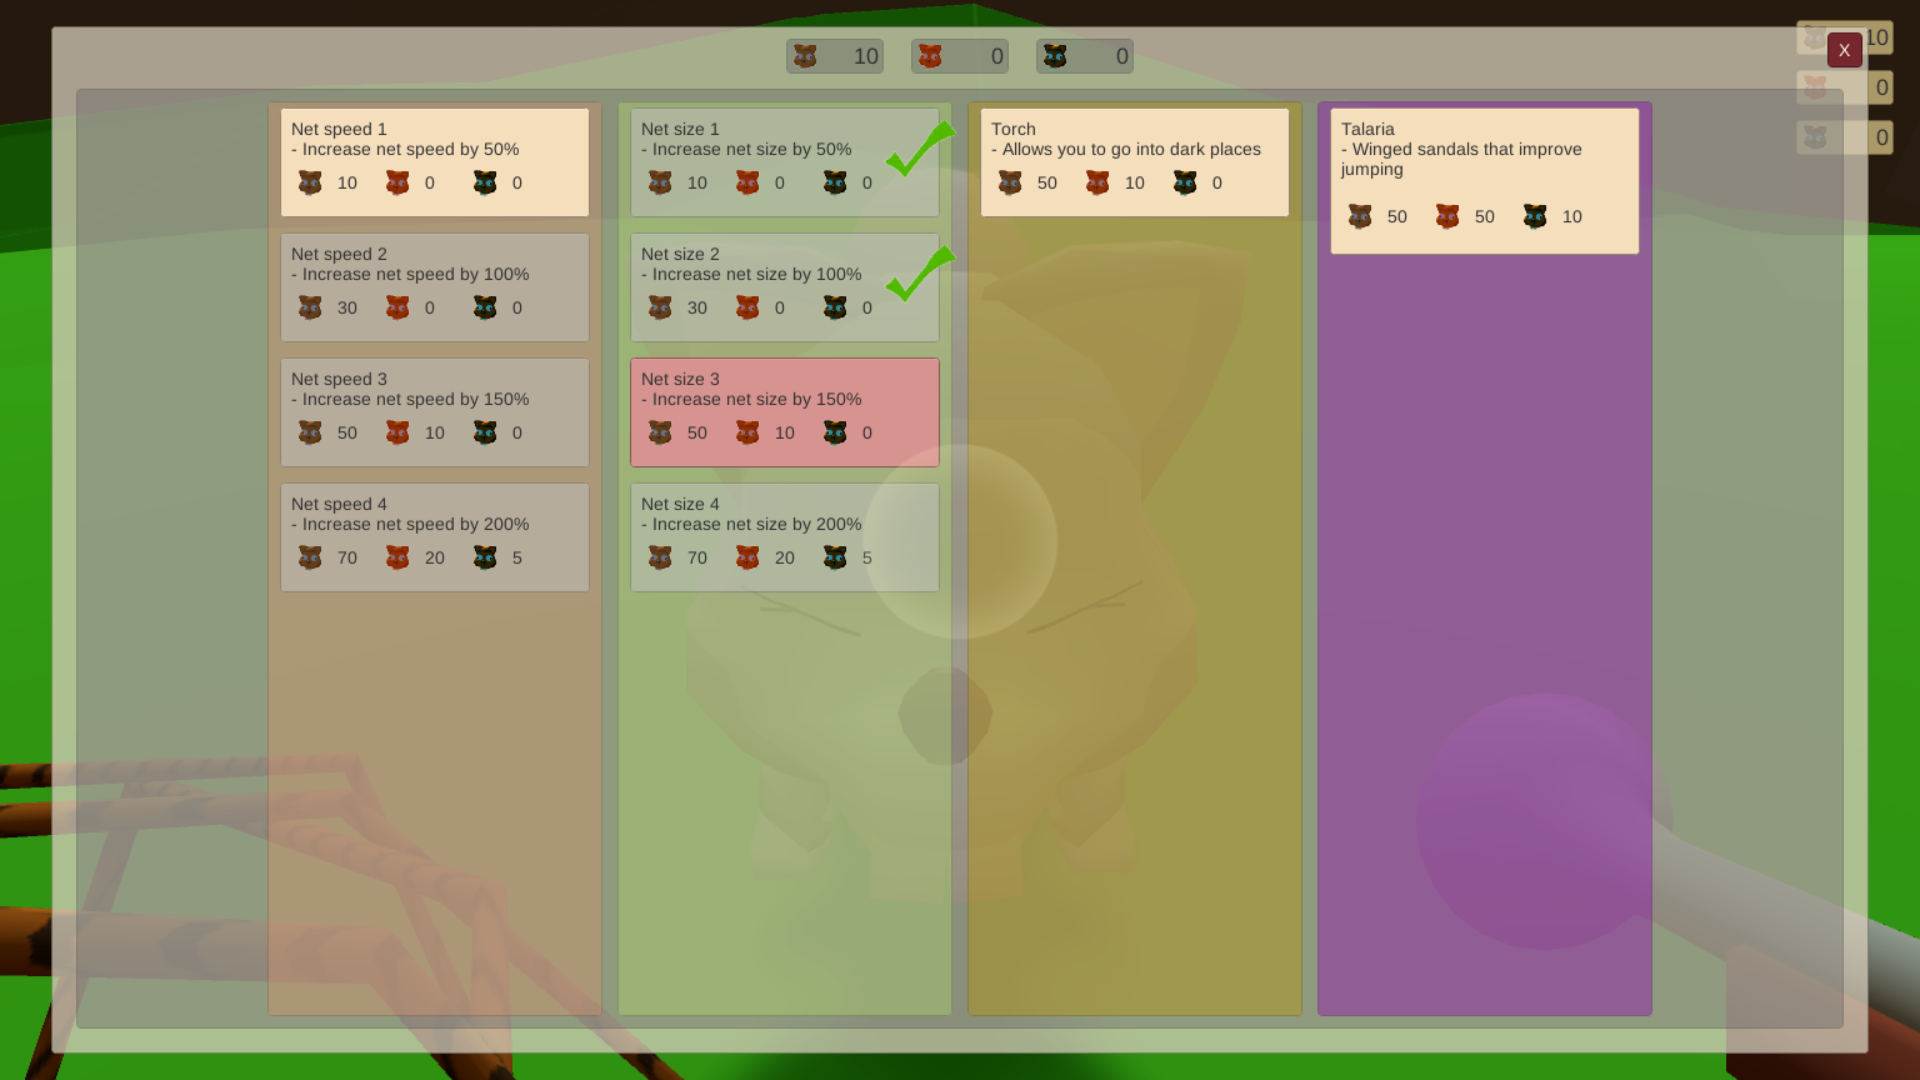 10 0 0
X
10
0
0
Net speed 1
- Increase net speed by 50%
10 0 0
Net speed 2
- Increase net speed by 100%
30 0 0
Net speed 3
- Increase net speed by 150%
50 10 0
Net speed 4
- Increase net speed by 200%
70 20 5
Net size 1
- Increase net size by 50%
10 0 0
Net size 2
- Increase net size by 100%
30 0 0
Net size 3
- Increase net size by 150%
50 10 0
Net size 4
- Increase net size by 200%
70 20 5
Torch
- Allows you to go into dark places
50 10 0
Talaria
- Winged sandals that improve
jumping
50 50 10